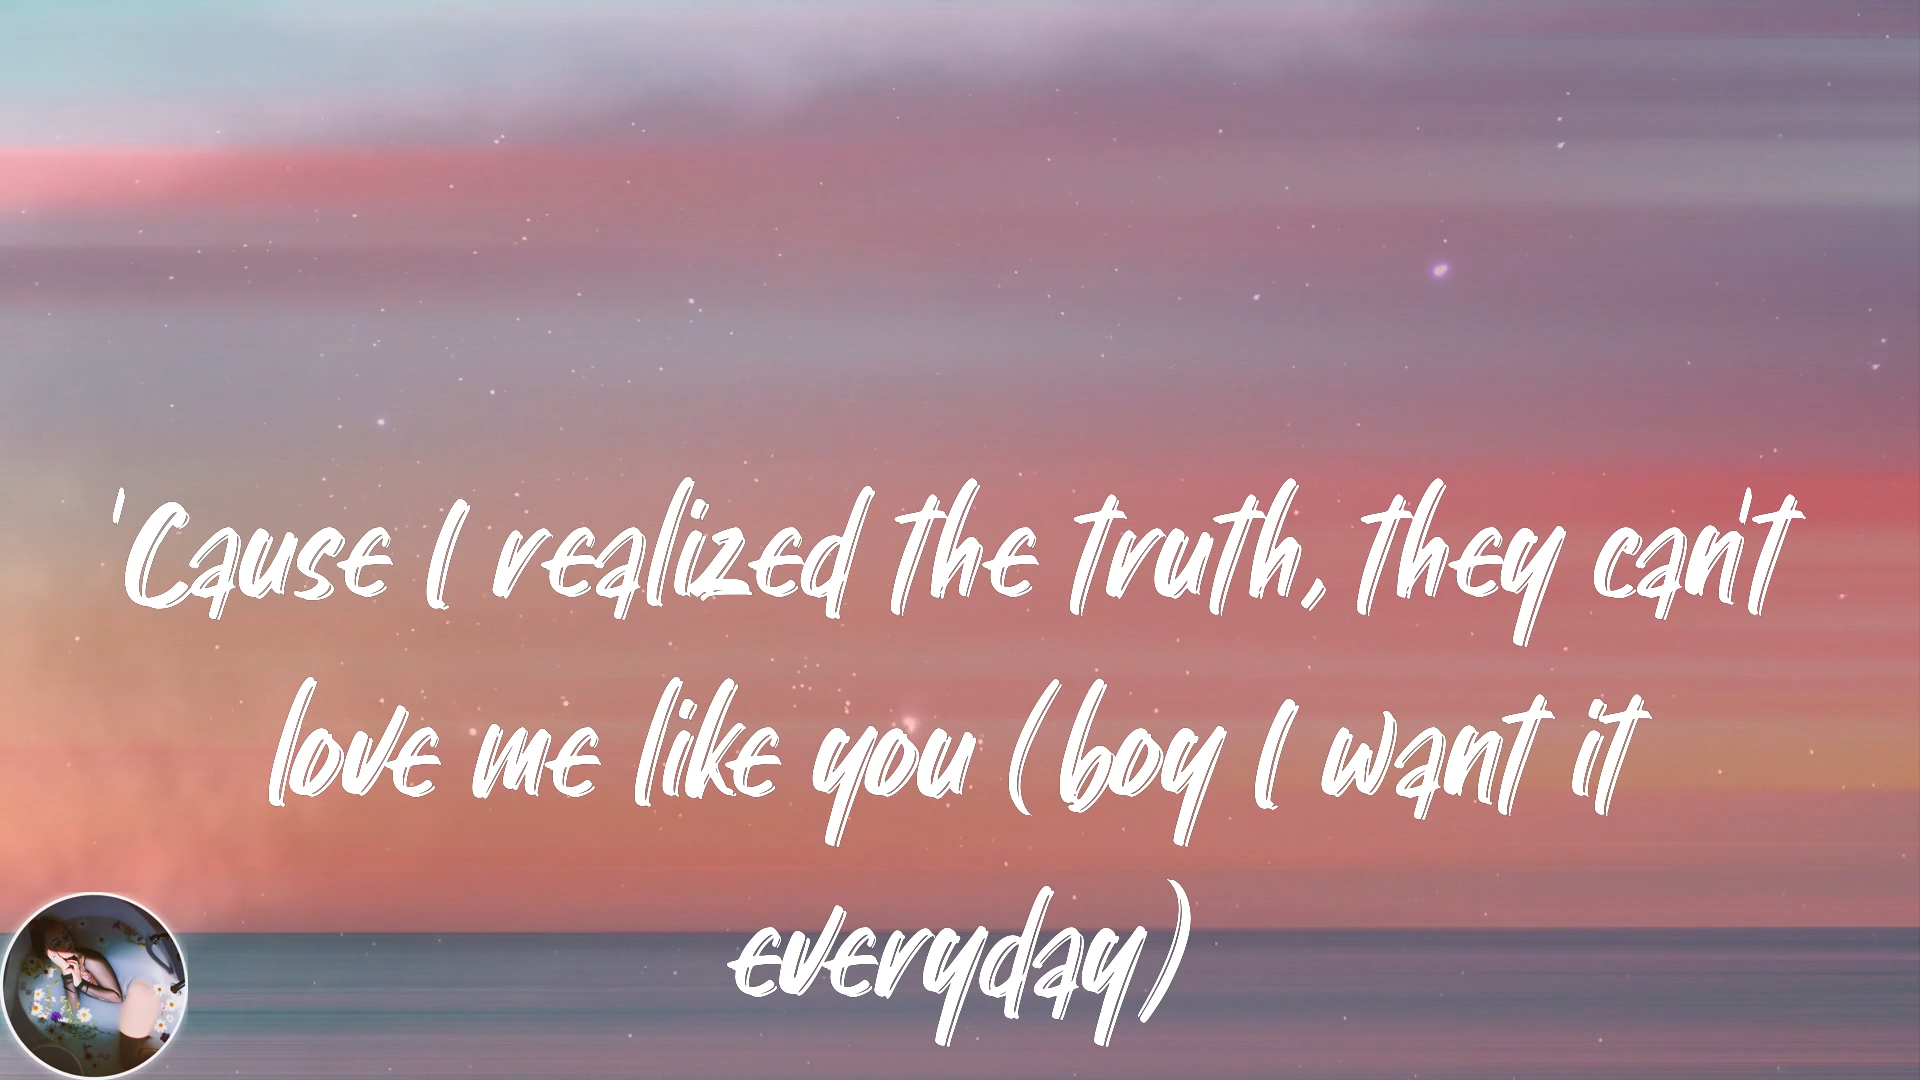 'Cause I realized the truth, they can't
love me like you (boy I want it
everyday)